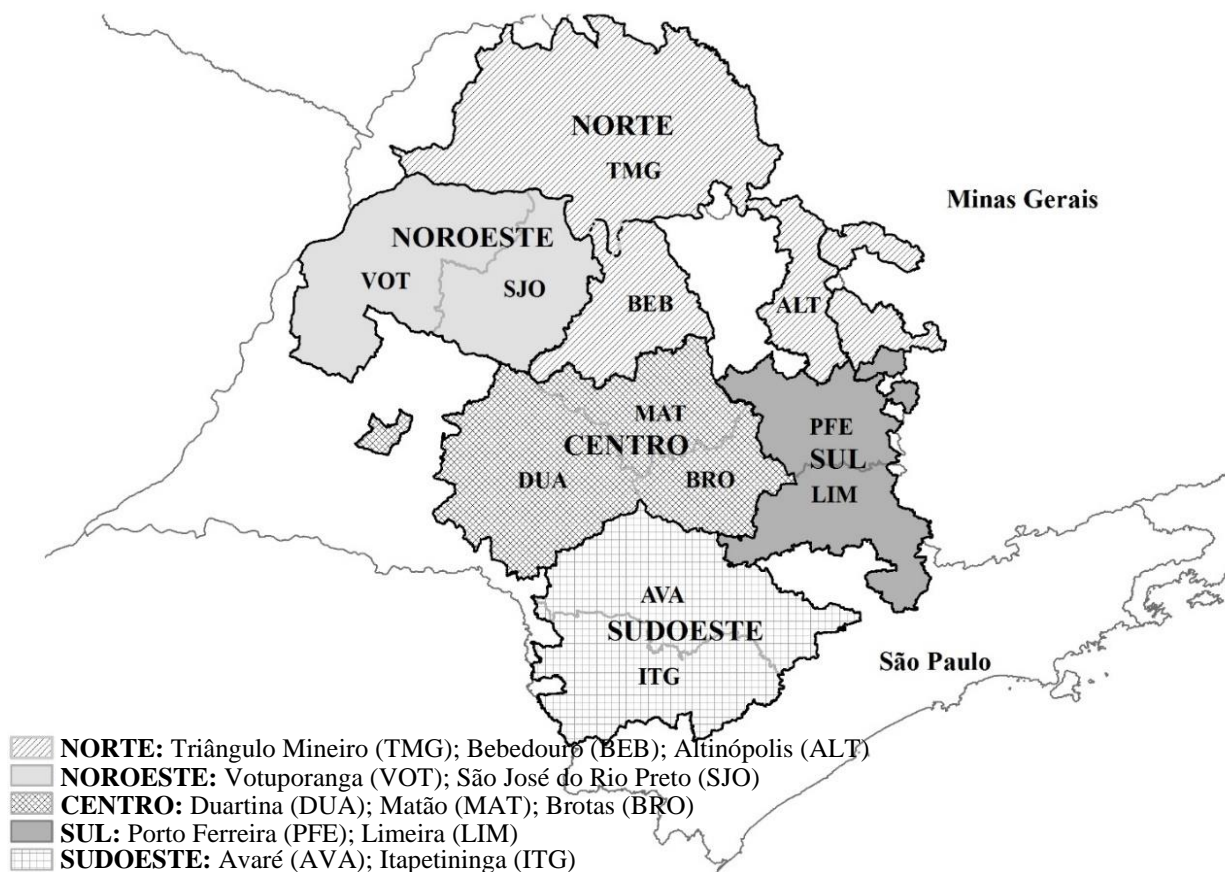 NORTE
TMG
Minas Gerais
NOROESTE
VOT
SJO
BEB
ALT
MAT
CENTRO
DUA
BRO
PFE
SUL
LIM
AVA
SUDOESTE
ITG
São Paulo
NORTE: Triângulo Mineiro (TMG); Bebedouro (BEB); Altinópolis (ALT)
NOROESTE: Votuporanga (VOT); São José do Rio Preto (SJO)
CENTRO: Duartina (DUA); Matão (MAT); Brotas (BRO)
SUL: Porto Ferreira (PFE); Limeira (LIM)
SUDOESTE: Avaré (AVA); Itapetininga (ITG)